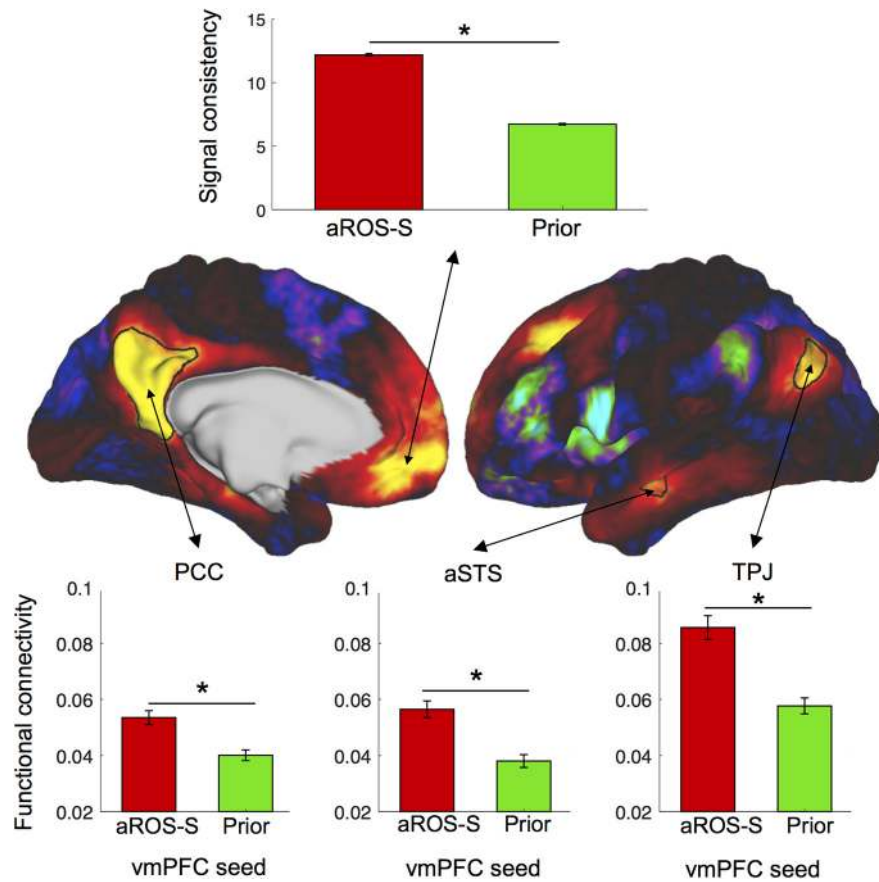 Signal consistency
15
*
10
5
0
aROS-S Prior
PCC aSTS TPJ
Functional connectivity
0.1 0.1 0.1
*
0.08 0.08 0.08
* *
0.06 0.06 0.06
0.04 0.04 0.04
0.02 0.02 0.02
aROS-S Prior aROS-S Prior aROS-S Prior
vmPFC seed vmPFC seed vmPFC seed